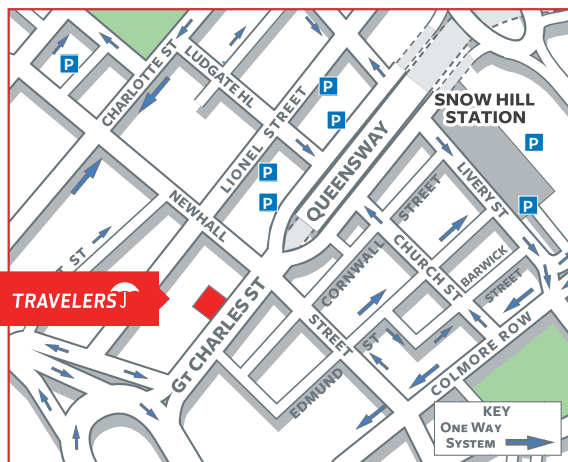 P
CHARLOTTE ST
LUDGATE HL
P
P
SNOW HILL
STATION
LIONEL STREET
QUEENSWAY
P
P
P
P
LIVERY ST
NEWHALL
STREET
CORNWALL
STREET
CHURCH ST
BARWICK
STREET
ST
TRAVELERS
GT CHARLES ST
EDMUND
ST
COLMORE ROW
KEY
ONE WAY
SYSTEM